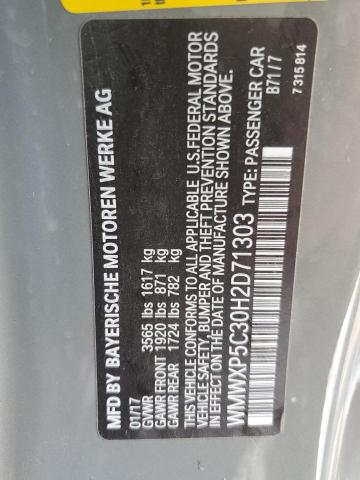 MFD BY BAYERISCHE MOTOREN WERKE AG
01/17
GVWR 3565 lbs 1617 kg
GAWR FRONT 1920 lbs 871 kg
GAWR REAR 1724 lbs 782 kg
THIS VEHICLE CONFORMS TO ALL APPLICABLE U.S. FEDERAL MOTOR
VEHICLE SAFETY, BUMPER AND THEFT PREVENTION STANDARDS
IN EFFECT ON THE DATE OF MANUFACTURE SHOWN ABOVE.
WMWXP5C30H2D71303 TYPE: PASSENGER CAR
B71 / 7
7 315 814